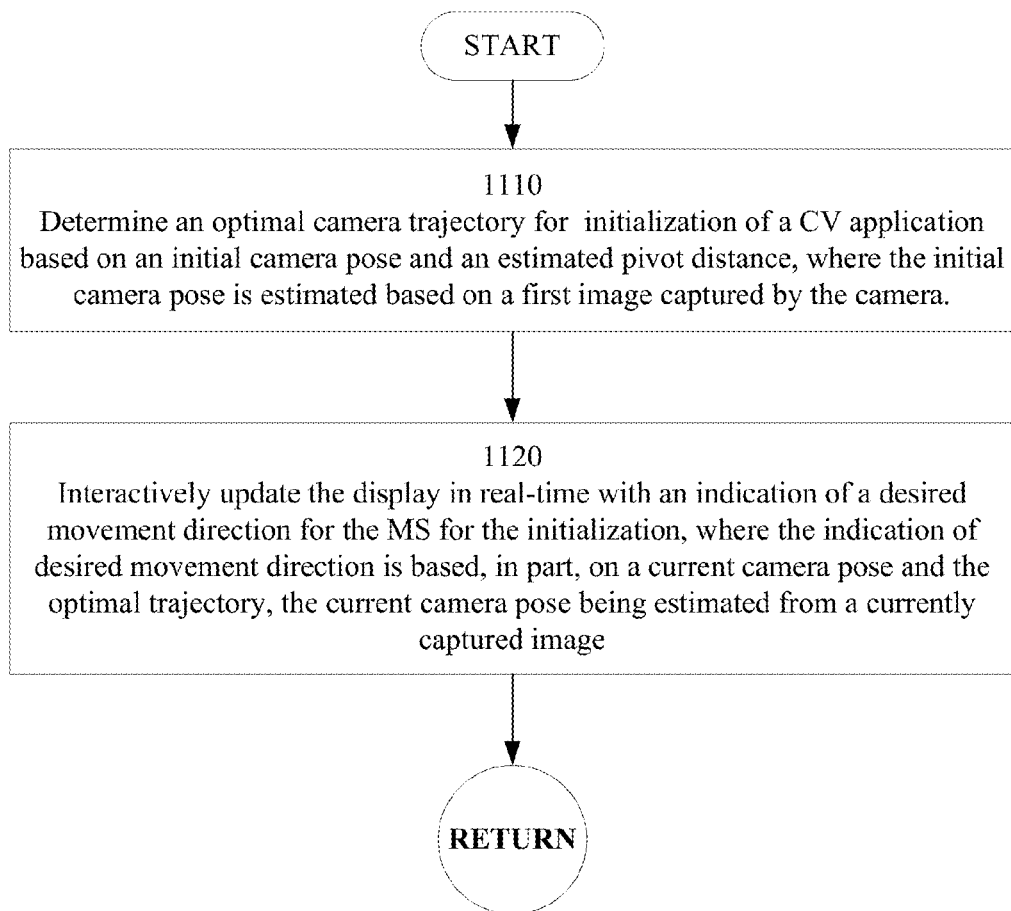 START
1110
Determine an optimal camera trajectory for initialization of a CV application
based on an initial camera pose and an estimated pivot distance, where the initial
camera pose is estimated based on a first image captured by the camera.
1120
Interactively update the display in real-time with an indication of a desired
movement direction for the MS for the initialization, where the indication of
desired movement direction is based, in part, on a current camera pose and the
optimal trajectory, the current camera pose being estimated from a currently
captured image
RETURN